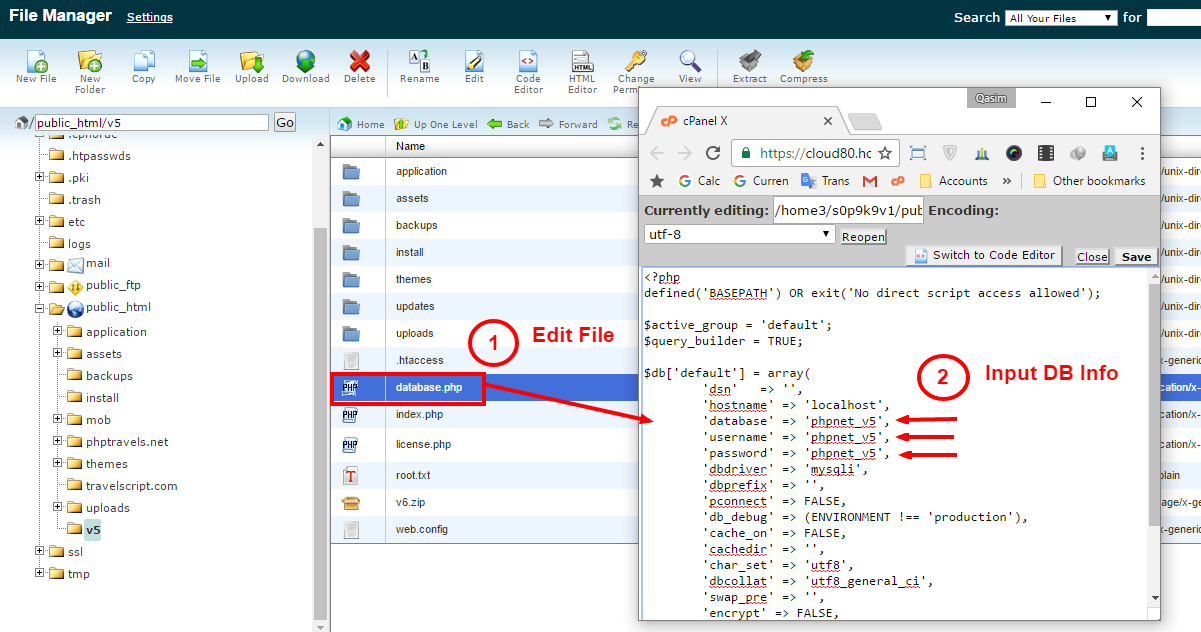 File Manager Settings
Search All Your Files for
New File
New Folder
Copy
Move File
Upload
Download
Delete
Rename
Edit
Code Editor
HTML Editor
Change
View
Extract
Compress
/ public_html/v5 Go
.htpasswds
.pki
.trash
etc
logs
mail
public_ftp
public_html
application
assets
backups
install
mob
phptravels.net
themes
travelscript.com
uploads
v5
ssl
tmp
Home Up One Level Back Forward Re
Name
application
assets
backups
install
themes
updates
uploads
.htaccess
database.php
index.php
license.php
root.txt
v6.zip
web.config
1 Edit File
Qasim
cPanel X
https://cloud80.hc
Calc Curren Trans Accounts » Other bookmarks
Currently editing: /home3/s0p9k9v1/pub Encoding:
utf-8 Reopen
Switch to Code Editor Close Save
<?php
defined('BASEPATH') OR exit('No direct script access allowed');
$active_group = 'default';
$query_builder = TRUE;
$db['default'] = array(
'dsn' => '',
'hostname' => 'localhost',
'database' => 'phpnet_v5',
'username' => 'phpnet_v5',
'password' => 'phpnet_v5',
'dbdriver' => 'mysqli',
'dbprefix' => '',
'pconnect' => FALSE,
'db_debug' => (ENVIRONMENT !== 'production'),
'cache_on' => FALSE,
'cachedir' => '',
'char_set' => 'utf8',
'dbcollat' => 'utf8_general_ci',
'swap_pre' => '',
'encrypt' => FALSE,
2 Input DB Info
/unix-dire
/unix-dire
/unix-dire
/unix-dire
/unix-dire
/unix-dire
/unix-dire
x-generic
cation/x-
cation/x-
cation/x-
plain
age/x-ge
x-generic